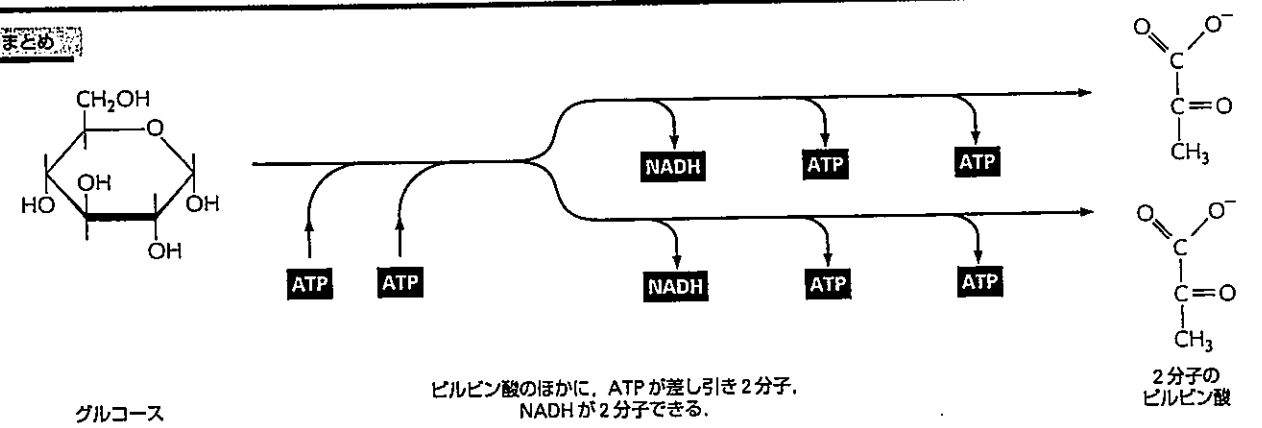 まとめ
CH₂OH
O
OH
HO
OH
OH
NADH
ATP
ATP
ATP
ATP
NADH
ATP
ATP
O
O⁻
C
C=O
CH₃
O
O⁻
C
C=O
CH₃
グルコース
ピルビン酸のほかに，ATPが差し引き2分子，
NADHが2分子できる．
2分子の
ピルビン酸